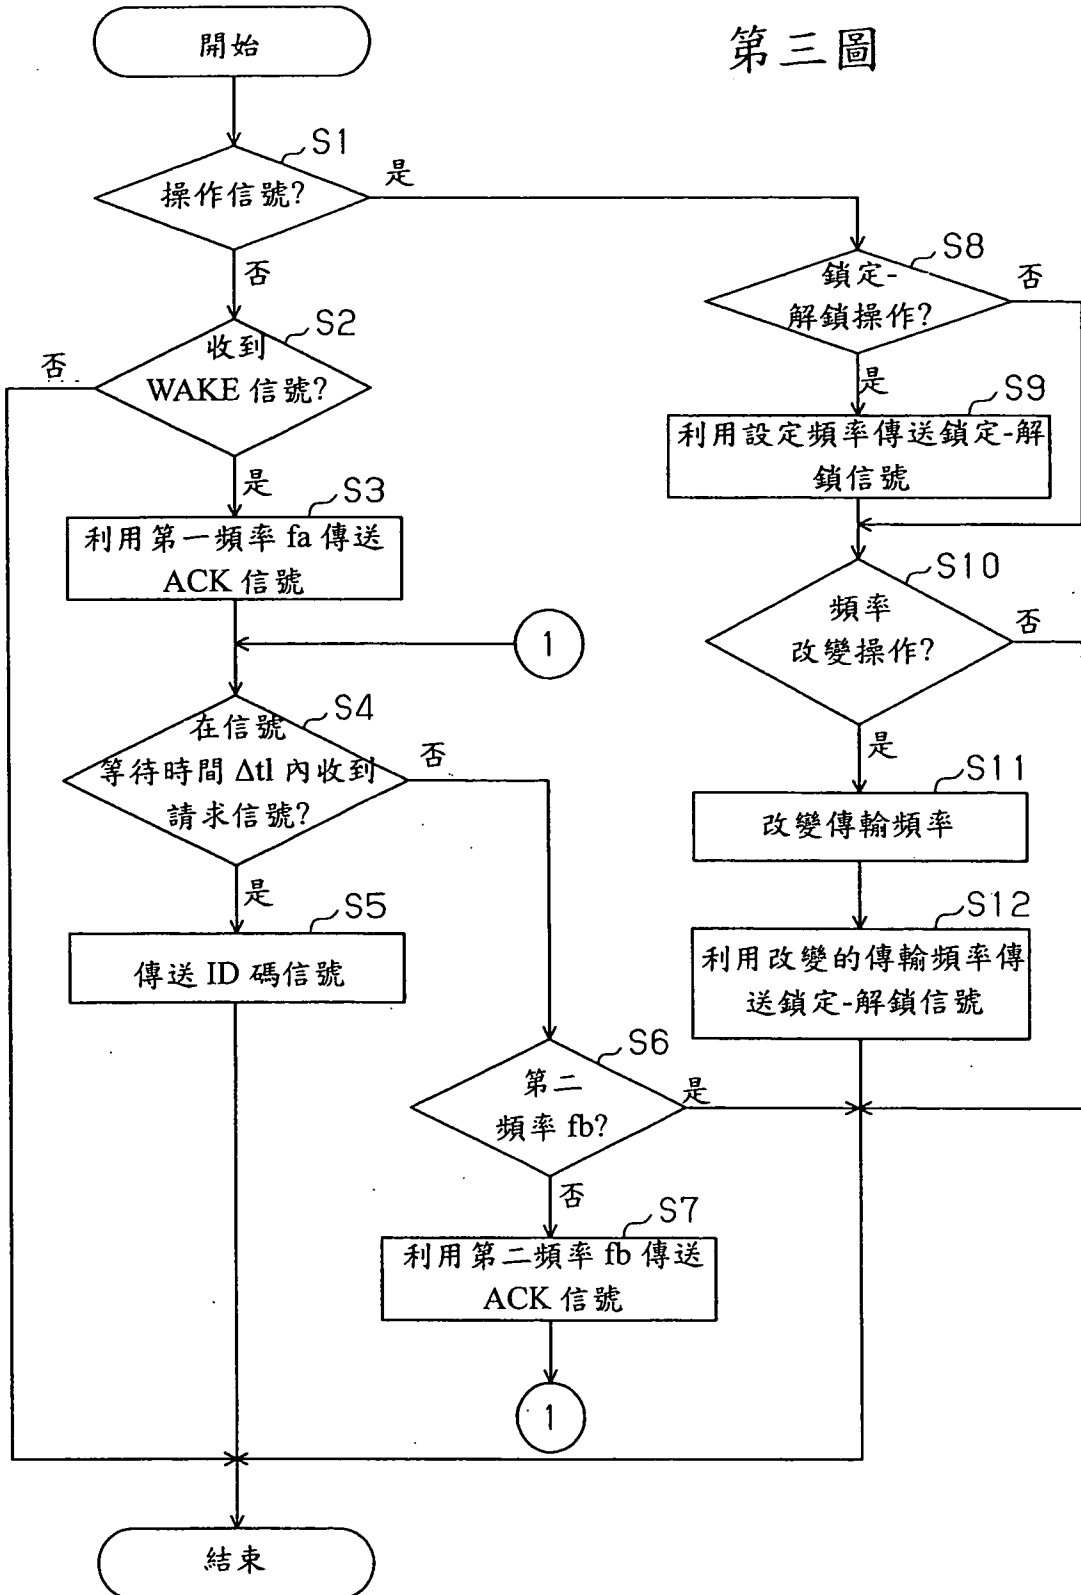 第三圖
開始
S1
操作信號?
是
否
S2
收到
WAKE 信號?
否
是
S3
利用第一頻率 fa 傳送
ACK 信號
1
S4
在信號
等待時間 Δtl 內收到
請求信號?
否
是
S5
傳送 ID 碼信號
S6
第二
頻率 fb?
是
否
S7
利用第二頻率 fb 傳送
ACK 信號
1
S8
鎖定-
解鎖操作?
否
是
S9
利用設定頻率傳送鎖定-解
鎖信號
S10
頻率
改變操作?
否
是
S11
改變傳輸頻率
S12
利用改變的傳輸頻率傳
送鎖定-解鎖信號
結束